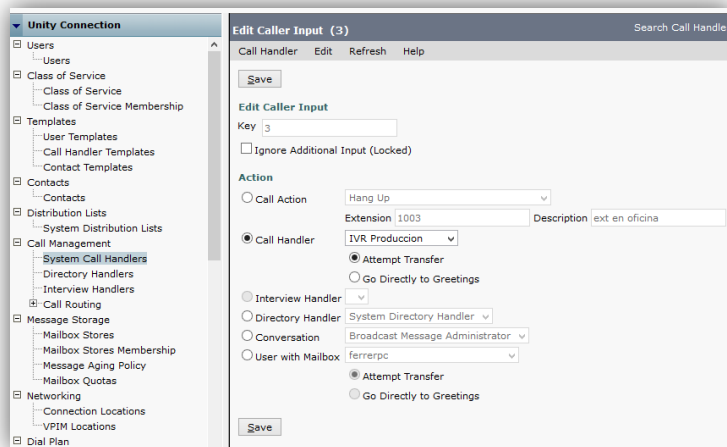 Unity Connection
Users
Users
Class of Service
Class of Service
Class of Service Membership
Templates
User Templates
Call Handler Templates
Contact Templates
Contacts
Contacts
Distribution Lists
System Distribution Lists
Call Management
System Call Handlers
Directory Handlers
Interview Handlers
Call Routing
Message Storage
Mailbox Stores
Mailbox Stores Membership
Message Aging Policy
Mailbox Quotas
Networking
Connection Locations
VPIM Locations
Dial Plan
Edit Caller Input (3) Search Call Handle
Call Handler Edit Refresh Help
Save
Edit Caller Input
Key 3
Ignore Additional Input (Locked)
Action
Call Action Hang Up
Extension 1003 Description ext en oficina
Call Handler IVR Produccion
Attempt Transfer
Go Directly to Greetings
Interview Handler
Directory Handler System Directory Handler
Conversation Broadcast Message Administrator
User with Mailbox ferrerpc
Attempt Transfer
Go Directly to Greetings
Save